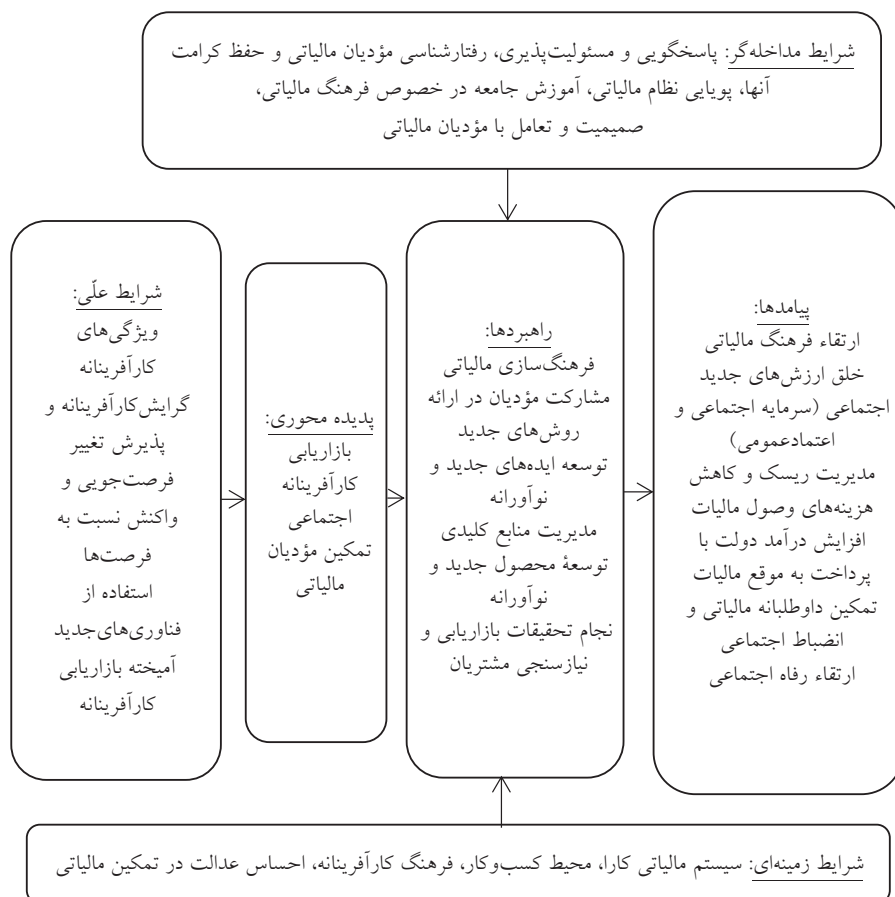 شرایط مداخله‌گر: پاسخگویی و مسئولیت‌پذیری، رفتارشناسی مؤدیان مالیاتی و حفظ کرامت
آنها، پویایی نظام مالیاتی، آموزش جامعه در خصوص فرهنگ مالیاتی،
صمیمیت و تعامل با مؤدیان مالیاتی
شرایط علّی:
ویژگی‌های
کارآفرینانه
گرایش‌کارآفرینانه و
پذیرش تغییر
فرصت‌جویی و
واکنش نسبت به
فرصت‌ها
استفاده از
فناوری‌های‌جدید
آمیخته بازاریابی
کارآفرینانه
پدیده محوری:
بازاریابی
کارآفرینانه
اجتماعی
تمکین مؤدیان
مالیاتی
راهبردها:
فرهنگ‌سازی مالیاتی
مشارکت مؤدیان در ارائه
روش‌های جدید
توسعه ایده‌های جدید و
نوآورانه
مدیریت منابع کلیدی
توسعهٔ محصول جدید و
نوآورانه
نجام تحقیقات بازاریابی و
نیازسنجی مشتریان
پیامدها:
ارتقاء فرهنگ مالیاتی
خلق ارزش‌های جدید
اجتماعی (سرمایه اجتماعی و
اعتمادعمومی)
مدیریت ریسک و کاهش
هزینه‌های وصول مالیات
افزایش درآمد دولت با
پرداخت به موقع مالیات
تمکین داوطلبانه مالیاتی و
انضباط اجتماعی
ارتقاء رفاه اجتماعی
شرایط زمینه‌ای: سیستم مالیاتی کارا، محیط کسب‌وکار، فرهنگ کارآفرینانه، احساس عدالت در تمکین مالیاتی